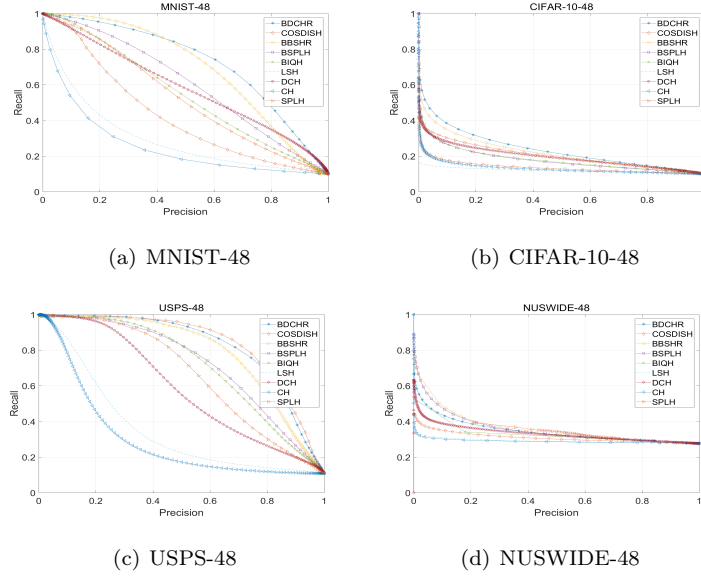 MNIST-48
1
0.8
0.6
0.4
0.2
0
Recall
0 0.2 0.4 0.6 0.8 1
Precision
BDCHR
COSDISH
BBSHR
BSPLH
BIQH
LSH
DCH
CH
SPLH
(a) MNIST-48
CIFAR-10-48
1
0.8
0.6
0.4
0.2
0
Recall
0 0.2 0.4 0.6 0.8
Precision
BDCHR
COSDISH
BBSHR
BSPLH
BIQH
LSH
DCH
CH
SPLH
(b) CIFAR-10-48
USPS-48
1
0.8
0.6
0.4
0.2
0
Recall
0 0.2 0.4 0.6 0.8 1
Precision
BDCHR
COSDISH
BBSHR
BSPLH
BIQH
LSH
DCH
CH
SPLH
(c) USPS-48
NUSWIDE-48
1
0.8
0.6
0.4
0.2
0
Recall
0 0.2 0.4 0.6 0.8 1
Precision
BDCHR
COSDISH
BBSHR
BSPLH
BIQH
LSH
DCH
CH
SPLH
(d) NUSWIDE-48